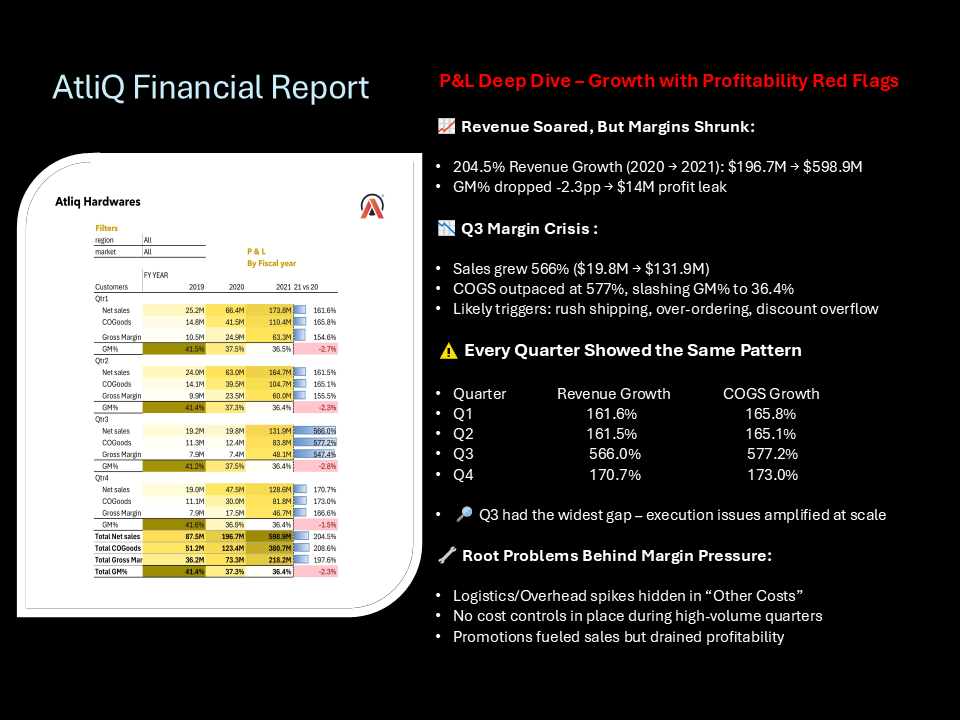 AtliQ Financial Report
Atliq Hardwares
Filters
region All
market All
P & L
By Fiscal year
FY YEAR
Customers 2019 2020 2021 21 vs 20
Qtr1
Net sales 25.2M 66.4M 173.8M 161.6%
COGoods 14.8M 41.5M 110.4M 165.8%
Gross Margin 10.5M 24.9M 63.3M 154.6%
GM% 41.5% 37.5% 36.5% -2.7%
Qtr2
Net sales 24.0M 63.0M 164.7M 161.5%
COGoods 14.1M 39.5M 104.7M 165.1%
Gross Margin 9.9M 23.5M 60.0M 155.5%
GM% 41.4% 37.3% 36.4% -2.3%
Qtr3
Net sales 19.2M 19.8M 131.9M 566.0%
COGoods 11.3M 12.4M 83.8M 577.2%
Gross Margin 7.9M 7.4M 48.1M 547.4%
GM% 41.2% 37.5% 36.4% -2.8%
Qtr4
Net sales 19.0M 47.5M 128.6M 170.7%
COGoods 11.1M 30.0M 81.8M 173.0%
Gross Margin 7.9M 17.5M 46.7M 166.6%
GM% 41.6% 36.9% 36.4% -1.5%
Total Net sales 87.5M 196.7M 598.9M 204.5%
Total COGoods 51.2M 123.4M 380.7M 208.6%
Total Gross Mar 36.2M 73.3M 218.2M 197.6%
Total GM% 41.4% 37.3% 36.4% -2.3%
P&L Deep Dive – Growth with Profitability Red Flags
📈 Revenue Soared, But Margins Shrunk:
• 204.5% Revenue Growth (2020 → 2021): $196.7M → $598.9M
• GM% dropped -2.3pp → $14M profit leak
📉 Q3 Margin Crisis :
• Sales grew 566% ($19.8M → $131.9M)
• COGS outpaced at 577%, slashing GM% to 36.4%
• Likely triggers: rush shipping, over-ordering, discount overflow
⚠️ Every Quarter Showed the Same Pattern
• Quarter Revenue Growth COGS Growth
• Q1 161.6% 165.8%
• Q2 161.5% 165.1%
• Q3 566.0% 577.2%
• Q4 170.7% 173.0%
• 🔎 Q3 had the widest gap – execution issues amplified at scale
🔧 Root Problems Behind Margin Pressure:
• Logistics/Overhead spikes hidden in “Other Costs”
• No cost controls in place during high-volume quarters
• Promotions fueled sales but drained profitability